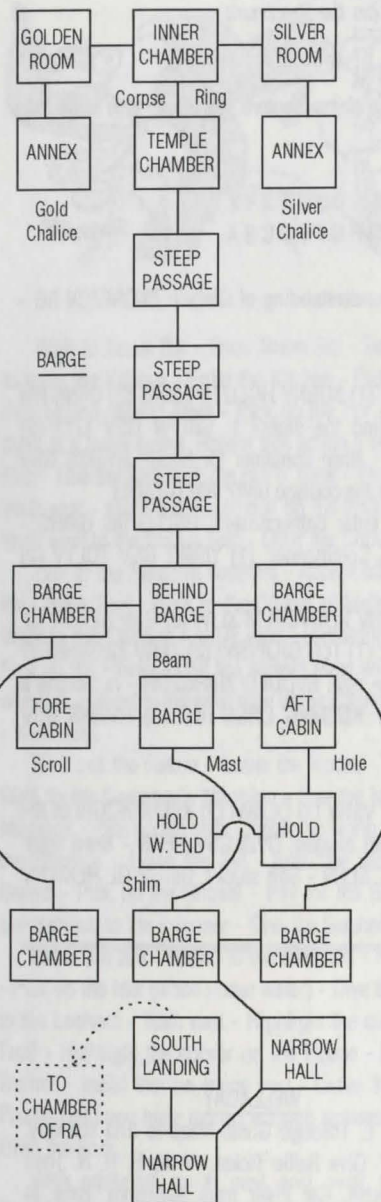 GOLDEN ROOM
INNER CHAMBER
SILVER ROOM
Corpse
Ring
ANNEX
TEMPLE CHAMBER
ANNEX
Gold Chalice
Silver Chalice
STEEP PASSAGE
BARGE
STEEP PASSAGE
STEEP PASSAGE
BARGE CHAMBER
BEHIND BARGE
BARGE CHAMBER
Beam
FORE CABIN
BARGE
AFT CABIN
Scroll
Mast
Hole
HOLD W. END
HOLD
Shim
BARGE CHAMBER
BARGE CHAMBER
BARGE CHAMBER
SOUTH LANDING
NARROW HALL
TO CHAMBER OF RA
NARROW HALL